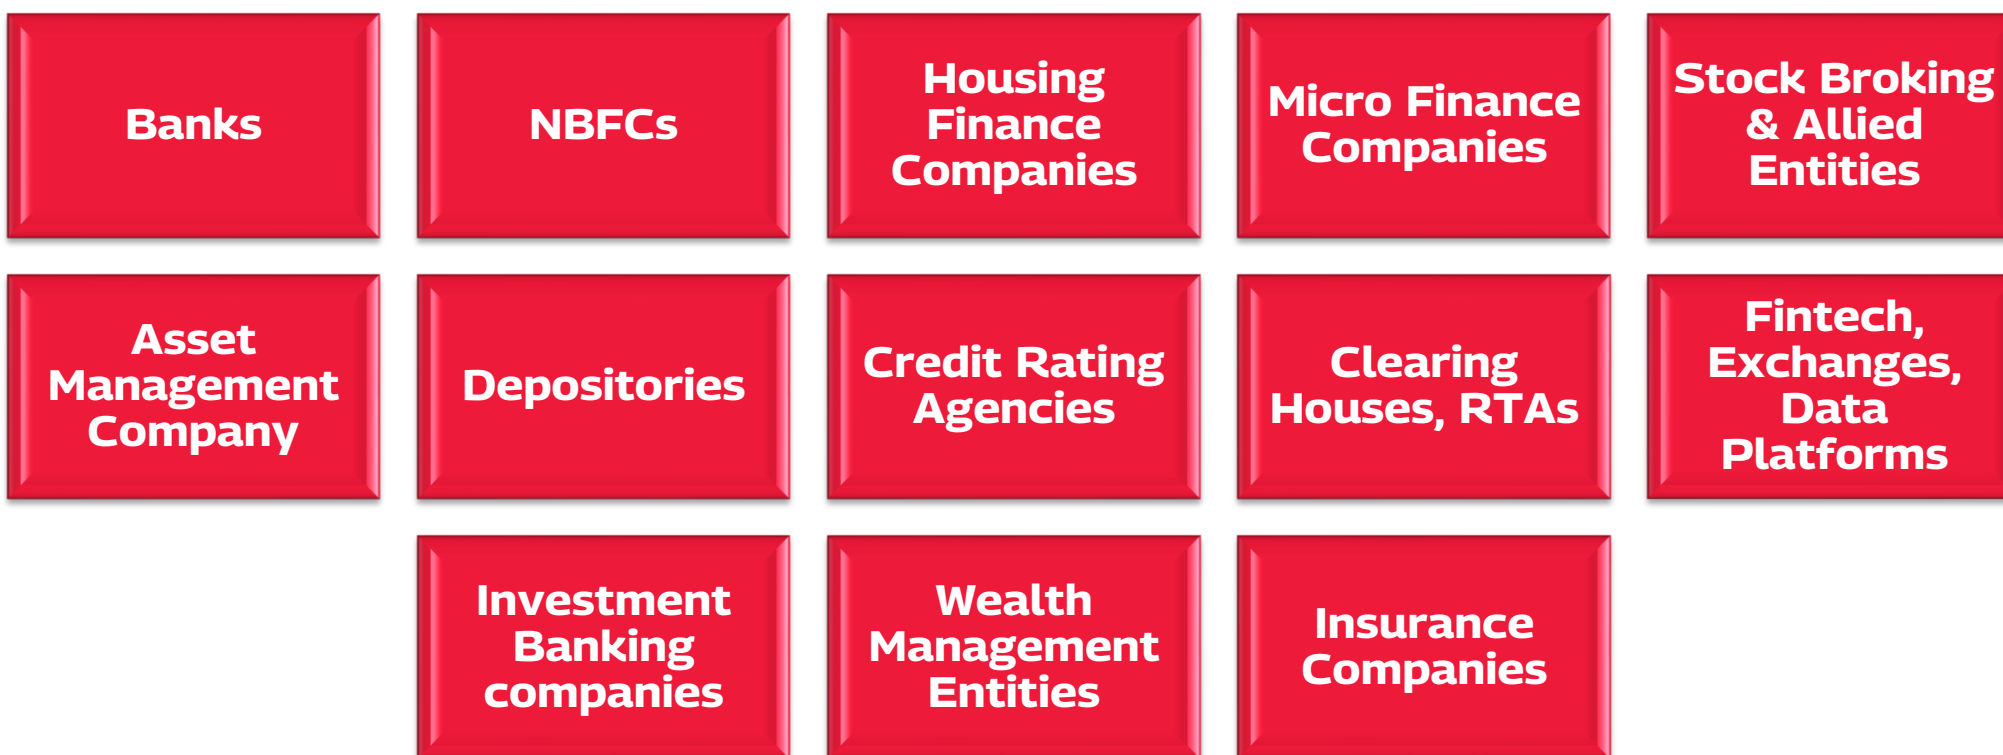 Banks
NBFCs
Housing
Finance
Companies
Micro Finance
Companies
Stock Broking
& Allied
Entities
Asset
Management
Company
Depositories
Credit Rating
Agencies
Clearing
Houses, RTAs
Fintech,
Exchanges,
Data
Platforms
Investment
Banking
companies
Wealth
Management
Entities
Insurance
Companies